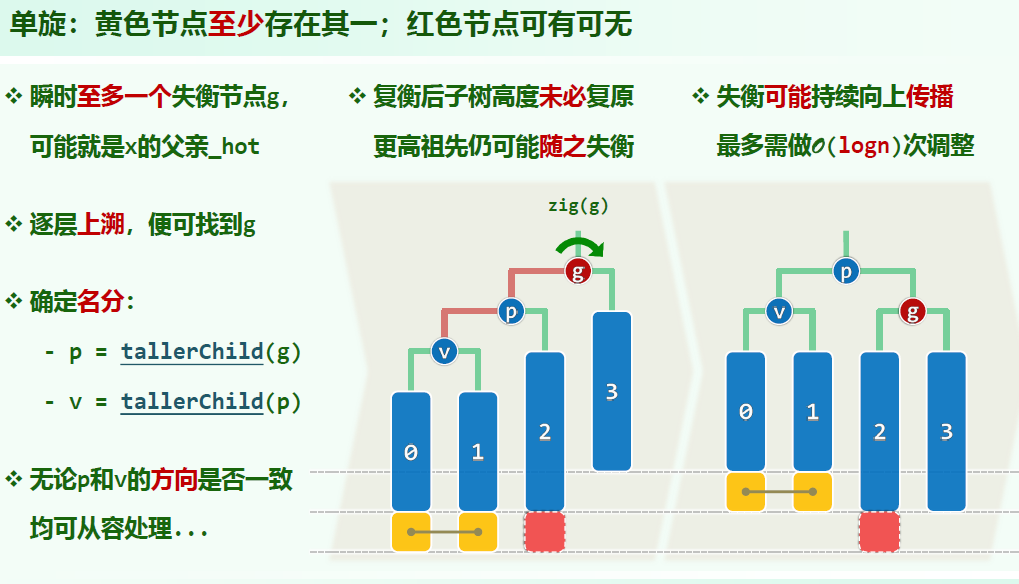 单旋：黄色节点至少存在其一；红色节点可有可无
❖ 瞬时至多一个失衡节点g，
可能就是x的父亲_hot
❖ 逐层上溯，便可找到g
❖ 确定名分：
- p = tallerChild(g)
- v = tallerChild(p)
❖ 无论p和v的方向是否一致
均可从容处理...
❖ 复衡后子树高度未必复原
更高祖先仍可能随之失衡
❖ 失衡可能持续向上传播
最多需做O(logn)次调整
zig(g)
g
p
v
0
1
2
3
p
v
g
0
1
2
3